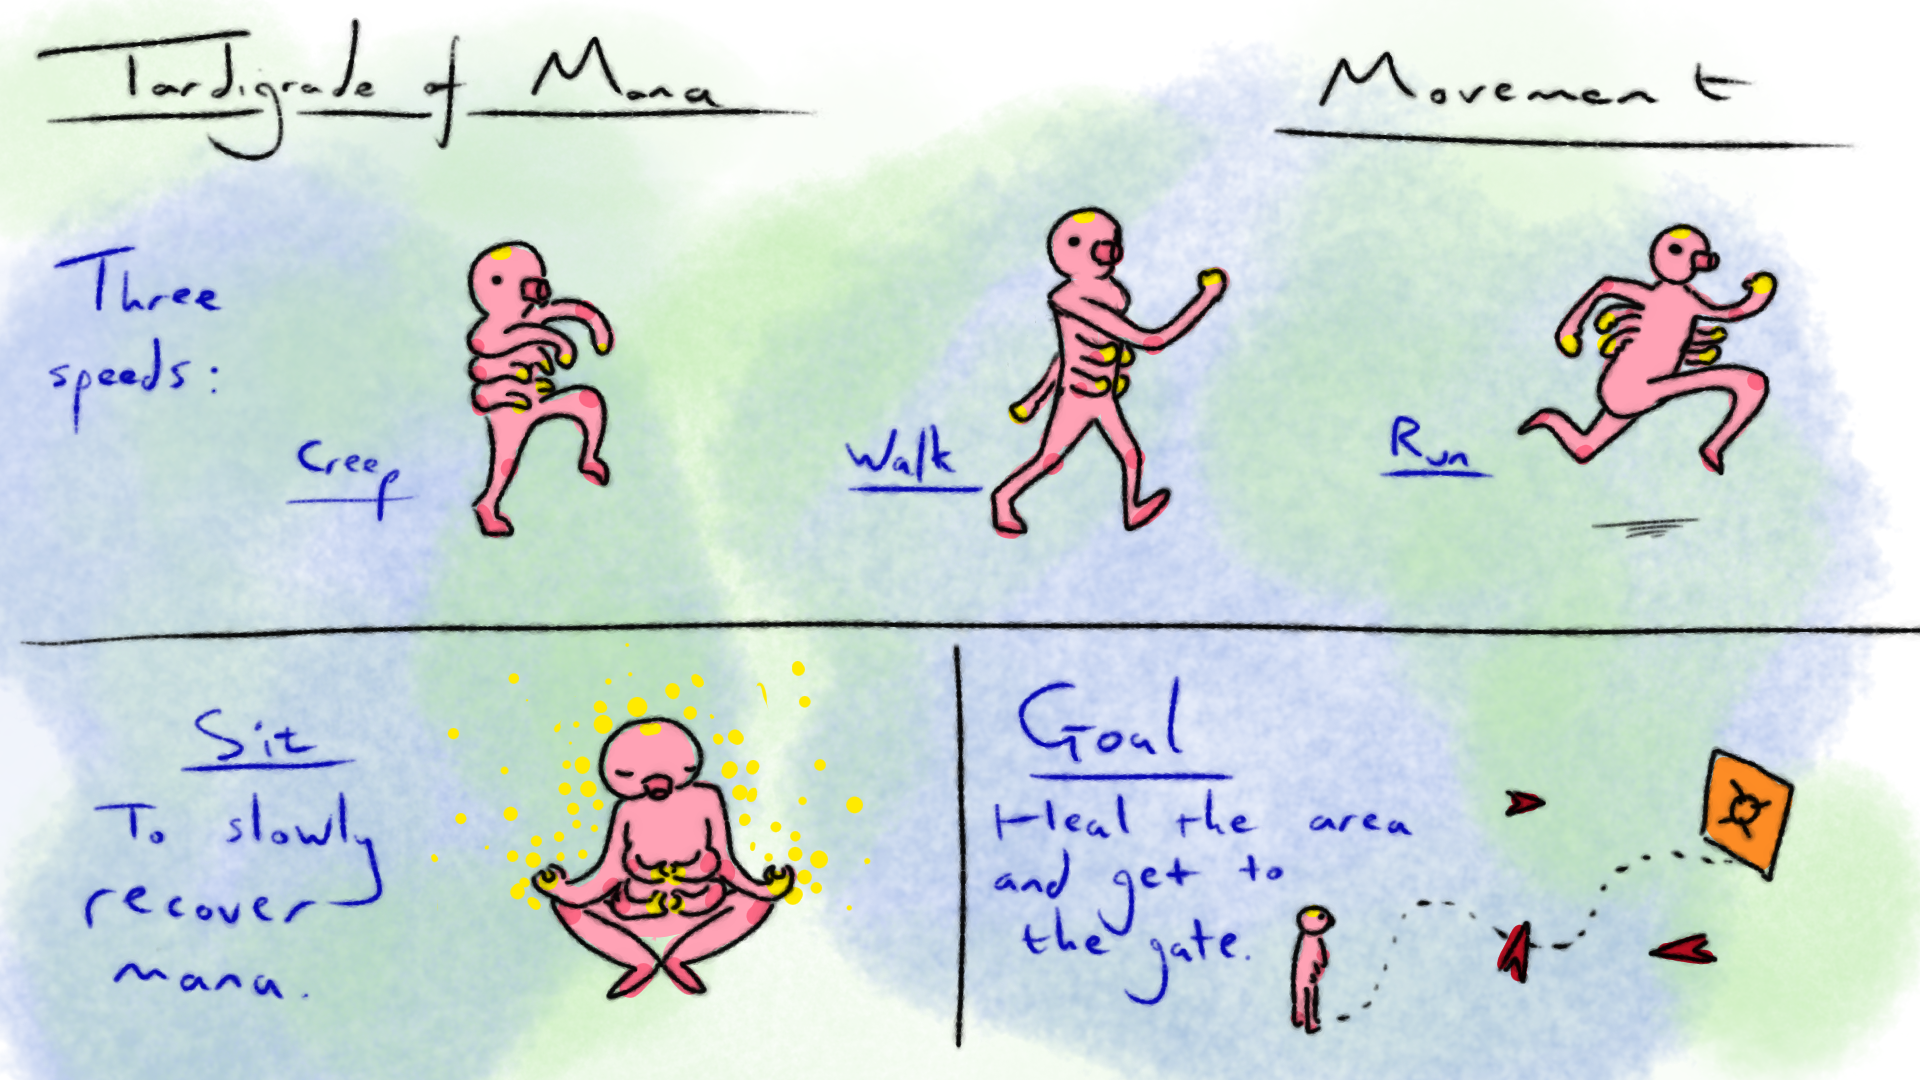 Tardigrade of Mana
Movement
Three
speeds:
Creep
Walk
Run
Sit
To slowly
recover
mana.
Goal
Heal the area
and get to
the gate.